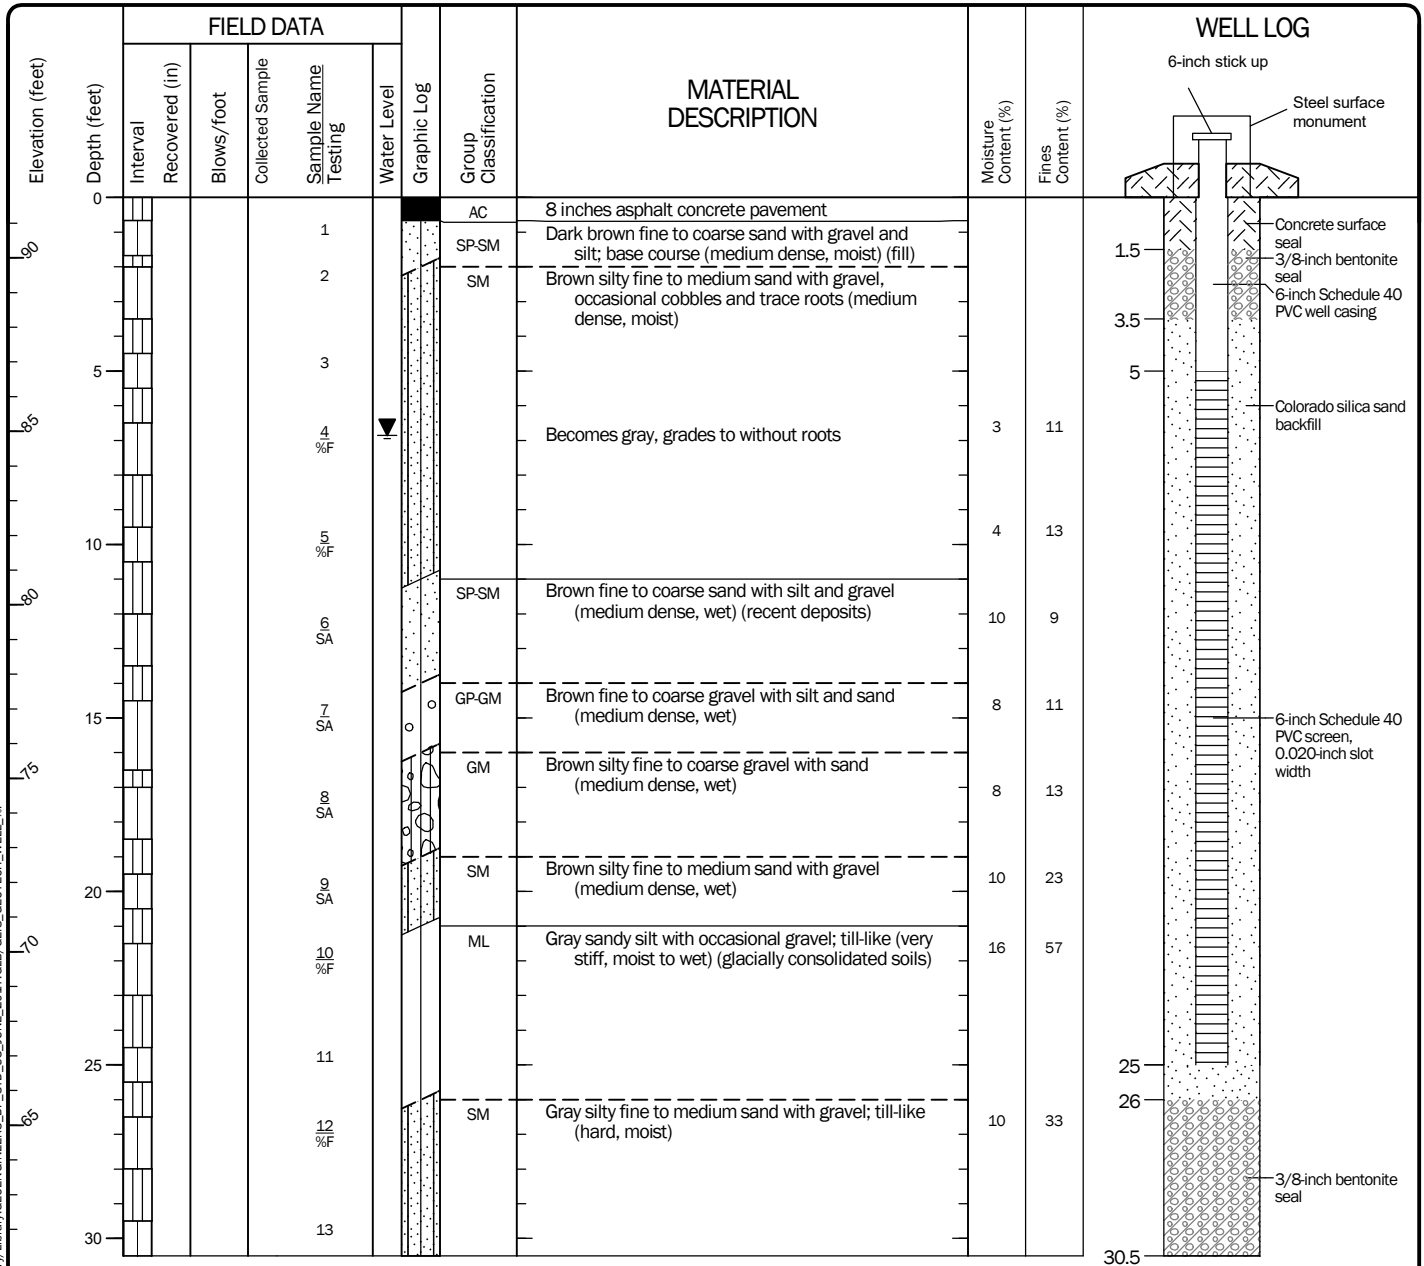 FIELD DATA
WELL LOG
Elevation (feet)
Depth (feet)
Interval
Recovered (in)
Blows/foot
Collected Sample
Sample Name
Testing
Water Level
Graphic Log
Group
Classification
MATERIAL
DESCRIPTION
Moisture
Content (%)
Fines
Content (%)
6-inch stick up
Steel surface
monument
0
AC
8 inches asphalt concrete pavement
1
SP-SM
Dark brown fine to coarse sand with gravel and
silt; base course (medium dense, moist) (fill)
Concrete surface
seal
90
1.5
3/8-inch bentonite
seal
2
SM
Brown silty fine to medium sand with gravel,
occasional cobbles and trace roots (medium
dense, moist)
6-inch Schedule 40
PVC well casing
3.5
3
5
5
85
4
%F
Becomes gray, grades to without roots
3
11
Colorado silica sand
backfill
5
%F
10
4
13
80
SP-SM
Brown fine to coarse sand with silt and gravel
(medium dense, wet) (recent deposits)
6
SA
10
9
GP-GM
Brown fine to coarse gravel with silt and sand
(medium dense, wet)
7
SA
15
8
11
6-inch Schedule 40
PVC screen,
0.020-inch slot
width
75
GM
Brown silty fine to coarse gravel with sand
(medium dense, wet)
8
SA
8
13
SM
Brown silty fine to medium sand with gravel
(medium dense, wet)
9
SA
20
10
23
70
ML
Gray sandy silt with occasional gravel; till-like (very
stiff, moist to wet) (glacially consolidated soils)
10
%F
16
57
11
25
25
26
65
SM
Gray silty fine to medium sand with gravel; till-like
(hard, moist)
12
%F
10
33
3/8-inch bentonite
seal
13
30
30.5